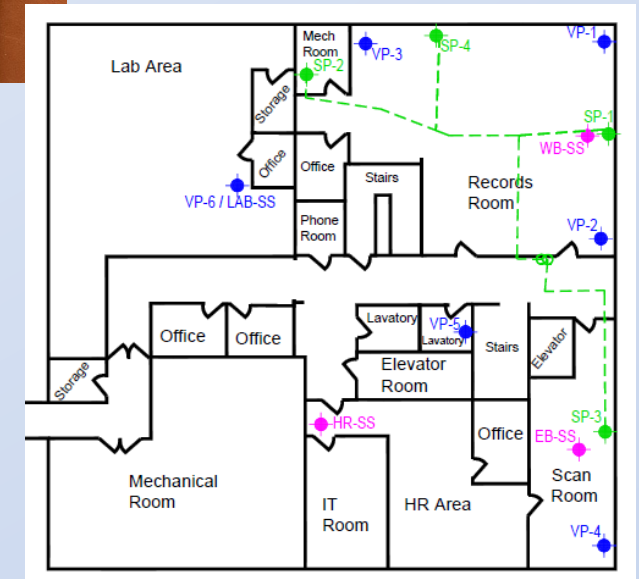 Mech
Room
VP-3
SP-4
VP-1
Lab Area
SP-2
Storage
SP-1
WB-SS
Office
Office
Stairs
Records
Room
VP-6 / LAB-SS
Phone
Room
VP-2
Lavatory
VP-5
Lavatory
Office
Office
Stairs
Elevator
Elevator
Room
Storage
SP-3
HR-SS
Office
EB-SS
Mechanical
Room
IT
Room
HR Area
Scan
Room
VP-4